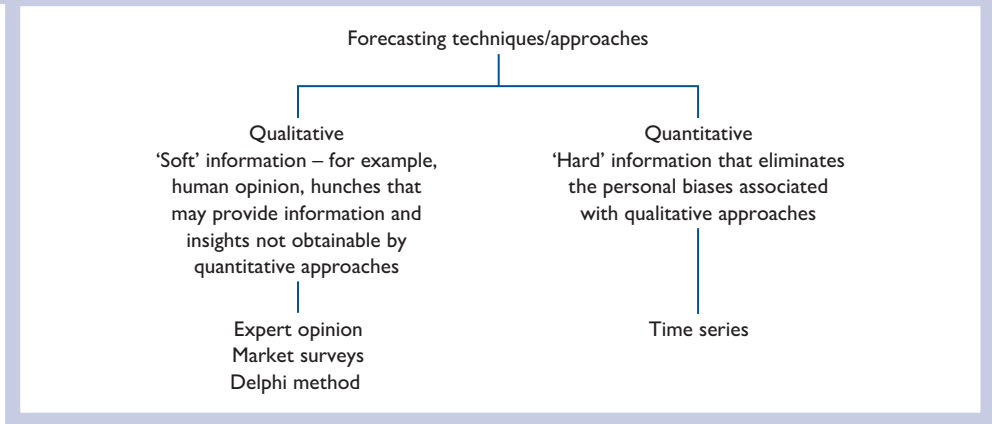 Forecasting techniques/approaches
Qualitative
‘Soft’ information – for example,
human opinion, hunches that
may provide information and
insights not obtainable by
quantitative approaches
Expert opinion
Market surveys
Delphi method
Quantitative
‘Hard’ information that eliminates
the personal biases associated
with qualitative approaches
Time series